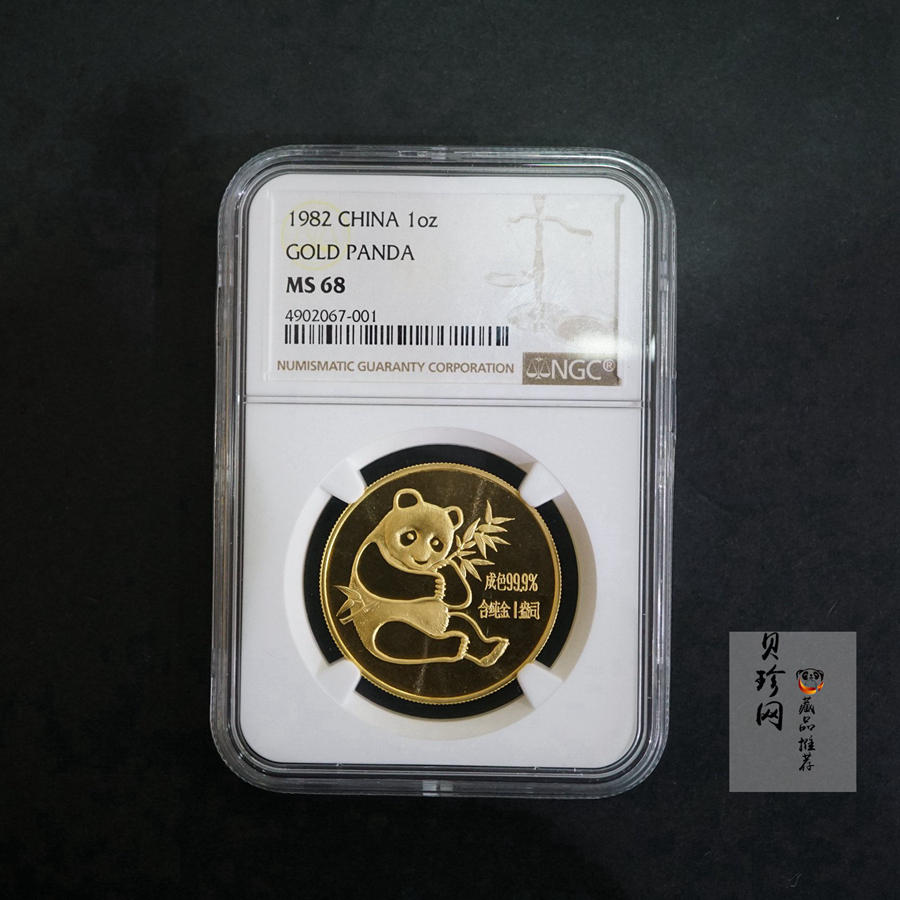 1982 CHINA 1oz
GOLD PANDA
MS 68
4902067-001
NUMISMATIC GUARANTY CORPORATION
NGC®
成色99.9%
含纯金1盎司
贝珍网
藏品推荐